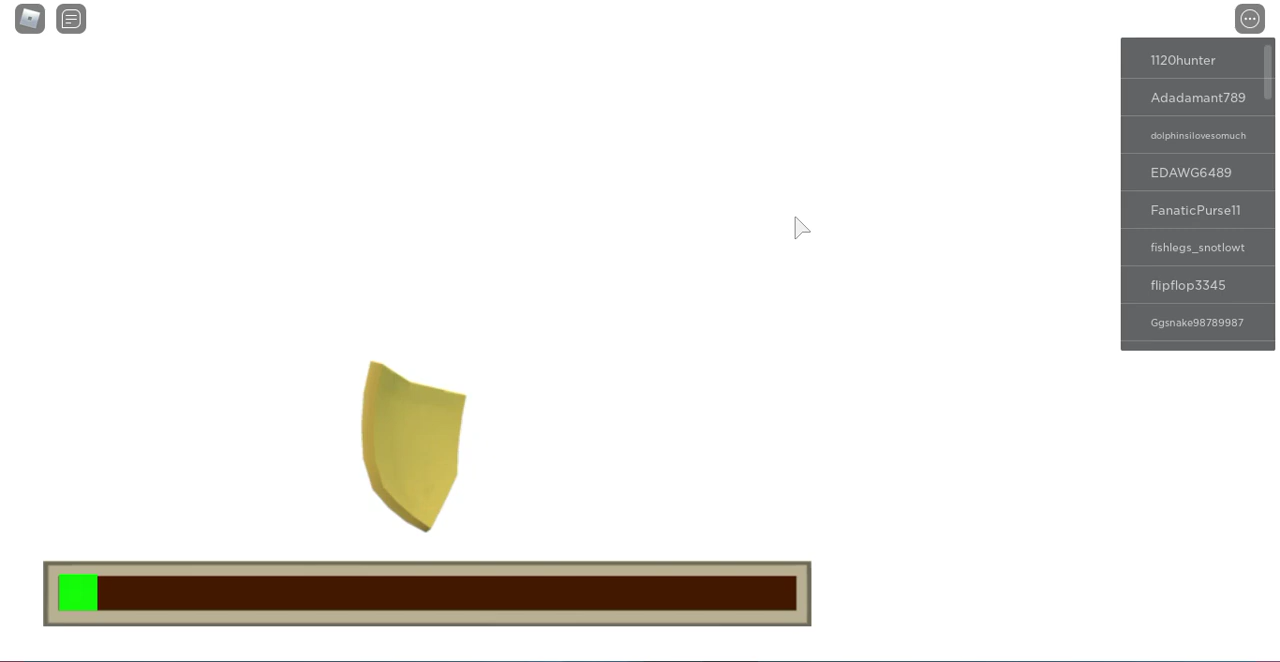 1120hunter
Adadamant789
dolphinsilovesomuch
EDAWG6489
FanaticPurse11
fishlegs_snotlowt
flipflop3345
Ggsnake98789987